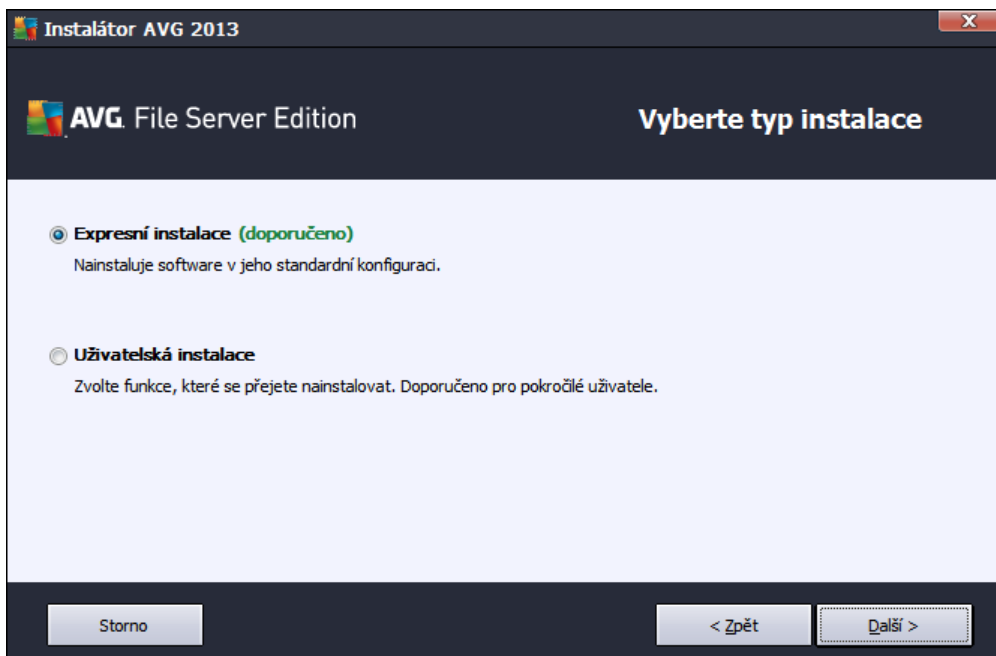 Instalátor AVG 2013
AVG. File Server Edition
Vyberte typ instalace
Expresní instalace (doporučeno)
Nainstaluje software v jeho standardní konfiguraci.
Uživatelská instalace
Zvolte funkce, které se přejete nainstalovat. Doporučeno pro pokročilé uživatele.
Storno
< Zpět
Další >